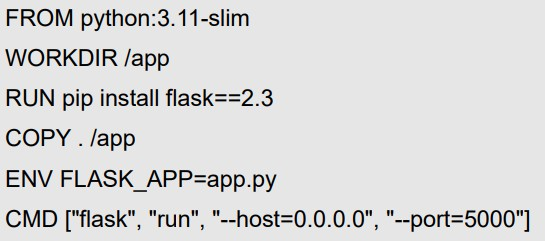 FROM python:3.11-slim
WORKDIR /app
RUN pip install flask==2.3
COPY . /app
ENV FLASK_APP=app.py
CMD ["flask", "run", "--host=0.0.0.0", "--port=5000"]